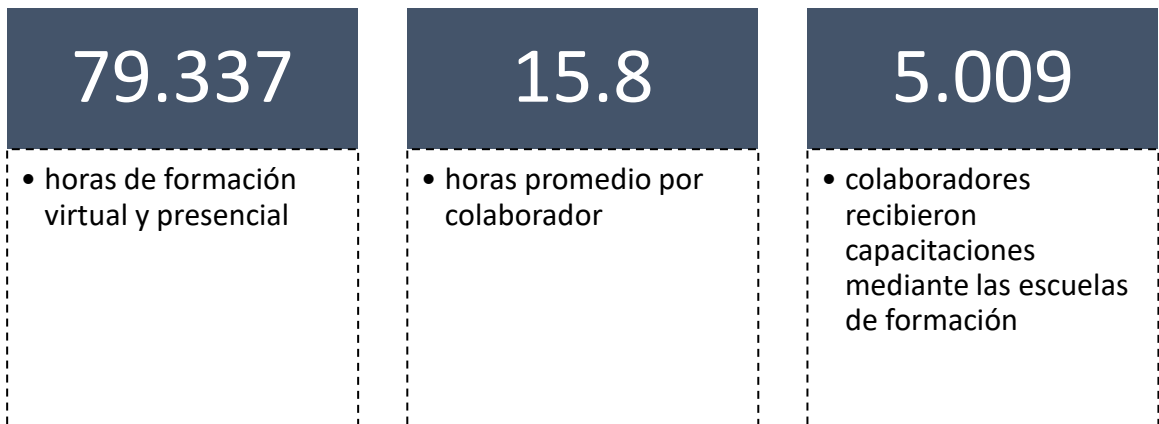 79.337
• horas de formación
virtual y presencial
15.8
• horas promedio por
colaborador
5.009
• colaboradores
recibieron
capacitaciones
mediante las escuelas
de formación